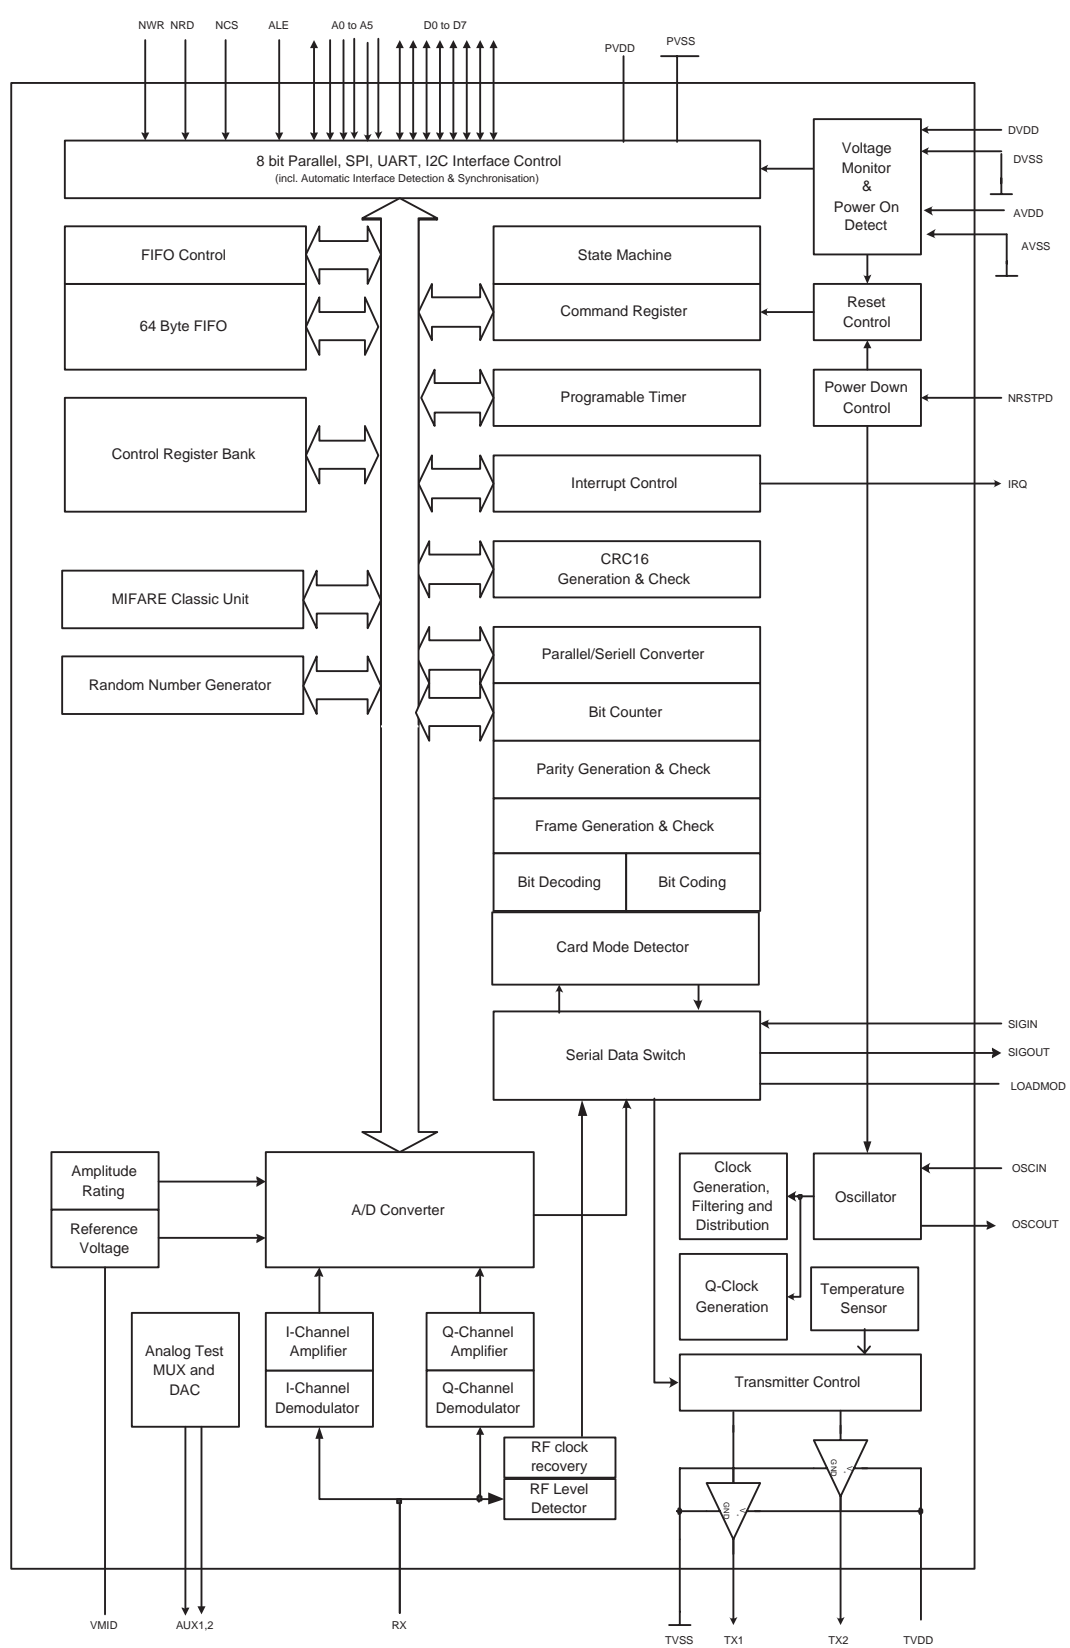 NWR NRD NCS ALE A0 to A5 D0 to D7
PVDD PVSS
8 bit Parallel, SPI, UART, I2C Interface Control
(incl. Automatic Interface Detection & Synchronisation)
Voltage
Monitor
&
Power On
Detect
DVDD
DVSS
AVDD
AVSS
FIFO Control
64 Byte FIFO
State Machine
Command Register
Reset
Control
Control Register Bank
Programable Timer
Power Down
Control
NRSTPD
Interrupt Control
IRQ
CRC16
Generation & Check
MIFARE Classic Unit
Random Number Generator
Parallel/Seriell Converter
Bit Counter
Parity Generation & Check
Frame Generation & Check
Bit Decoding
Bit Coding
Card Mode Detector
Serial Data Switch
SIGIN
SIGOUT
LOADMOD
Amplitude
Rating
Reference
Voltage
A/D Converter
Clock
Generation,
Filtering and
Distribution
Oscillator
OSCIN
OSCOUT
Q-Clock
Generation
Temperature
Sensor
Analog Test
MUX and
DAC
I-Channel
Amplifier
I-Channel
Demodulator
Q-Channel
Amplifier
Q-Channel
Demodulator
Transmitter Control
RF clock
recovery
RF Level
Detector
V+
GND
V+
GND
VMID
AUX1,2
RX
TVSS
TX1
TX2
TVDD